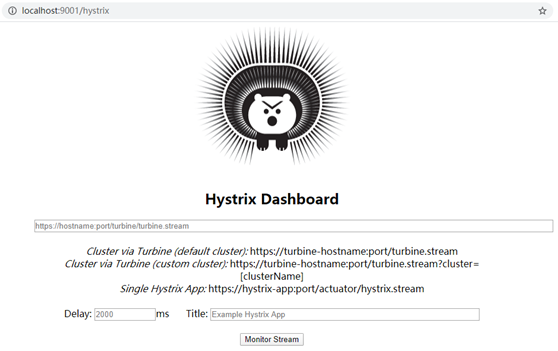 localhost:9001/hystrix
Hystrix Dashboard
https://hostname:port/turbine/turbine.stream
Cluster via Turbine (default cluster): https://turbine-hostname:port/turbine.stream
Cluster via Turbine (custom cluster): https://turbine-hostname:port/turbine.stream?cluster=
[clusterName]
Single Hystrix App: https://hystrix-app:port/actuator/hystrix.stream
Delay: 2000 ms Title: Example Hystrix App
Monitor Stream